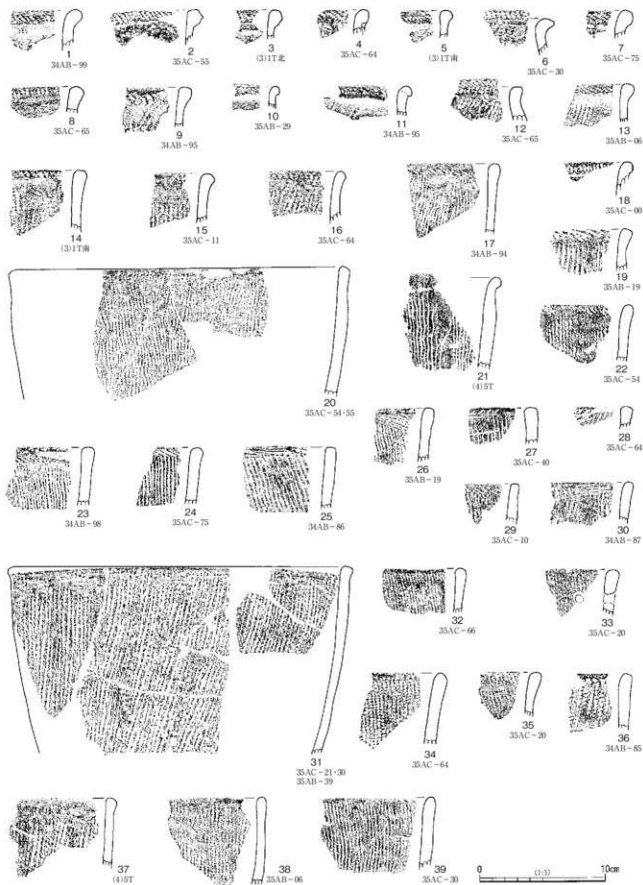 1
34AB-99
2
35AC-55
3
(3)1T北
4
35AC-64
5
(3)1T南
6
35AC-30
7
35AC-75
8
35AC-65
9
34AB-95
10
35AB-29
11
34AB-95
12
35AC-65
13
35AB-06
14
(3)1T南
15
35AC-11
16
35AC-64
17
34AB-94
18
35AC-00
19
35AB-19
20
35AC-54・55
21
(4)5T
22
35AC-54
23
34AB-98
24
35AC-75
25
34AB-86
26
35AB-19
27
35AC-40
28
35AC-64
29
35AC-10
30
34AB-87
31
35AC-21・30
35AB-39
32
35AC-66
33
35AC-20
34
35AC-64
35
35AC-20
36
34AB-85
37
(4)5T
38
35AB-06
39
35AC-30
0 (1:3) 10cm